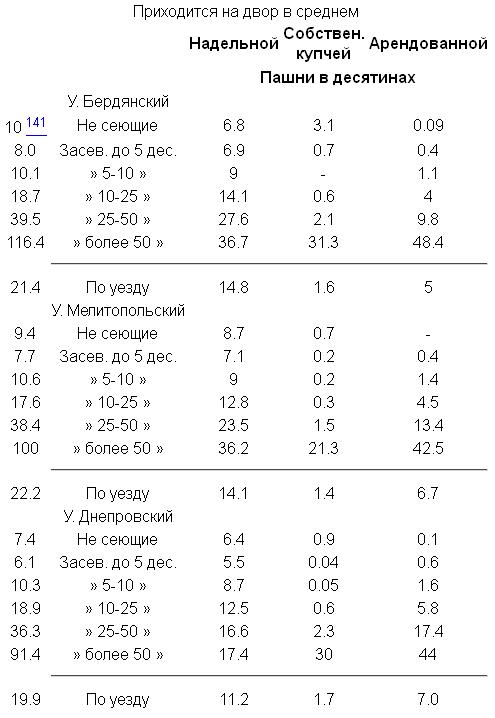 Приходится на двор в среднем
Надельной Собствен. купчей Арендованной
Пашни в десятинах
У. Бердянский
10 141 Не сеющие 6.8 3.1 0.09
8.0 Засев. до 5 дес. 6.9 0.7 0.4
10.1 » 5-10 » 9 - 1.1
18.7 » 10-25 » 14.1 0.6 4
39.5 » 25-50 » 27.6 2.1 9.8
116.4 » более 50 » 36.7 31.3 48.4
21.4 По уезду 14.8 1.6 5
У. Мелитопольский
9.4 Не сеющие 8.7 0.7 -
7.7 Засев. до 5 дес. 7.1 0.2 0.4
10.6 » 5-10 » 9 0.2 1.4
17.6 » 10-25 » 12.8 0.3 4.5
38.4 » 25-50 » 23.5 1.5 13.4
100 » более 50 » 36.2 21.3 42.5
22.2 По уезду 14.1 1.4 6.7
У. Днепровский
7.4 Не сеющие 6.4 0.9 0.1
6.1 Засев. до 5 дес. 5.5 0.04 0.6
10.3 » 5-10 » 8.7 0.05 1.6
18.9 » 10-25 » 12.5 0.6 5.8
36.3 » 25-50 » 16.6 2.3 17.4
91.4 » более 50 » 17.4 30 44
19.9 По уезду 11.2 1.7 7.0